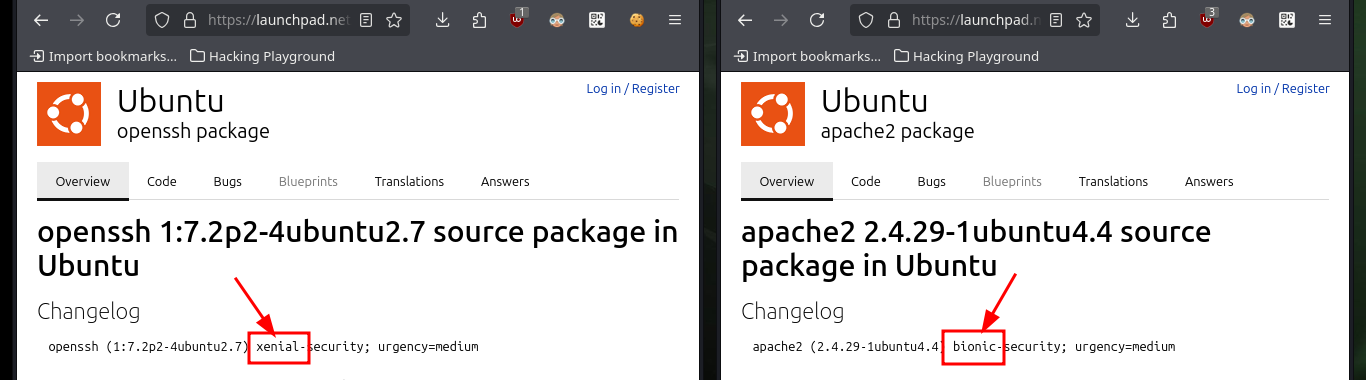 https://launchpad.net
1
Import bookmarks...
Hacking Playground
Ubuntu
openssh package
Log in / Register
Overview Code Bugs Blueprints Translations Answers
openssh 1:7.2p2-4ubuntu2.7 source package in
Ubuntu
Changelog
openssh (1:7.2p2-4ubuntu2.7) xenial-security; urgency=medium
https://launchpad.n
3
Import bookmarks...
Hacking Playground
Ubuntu
apache2 package
Log in / Register
Overview Code Bugs Blueprints Translations Answers
apache2 2.4.29-1ubuntu4.4 source
package in Ubuntu
Changelog
apache2 (2.4.29-1ubuntu4.4) bionic-security; urgency=medium